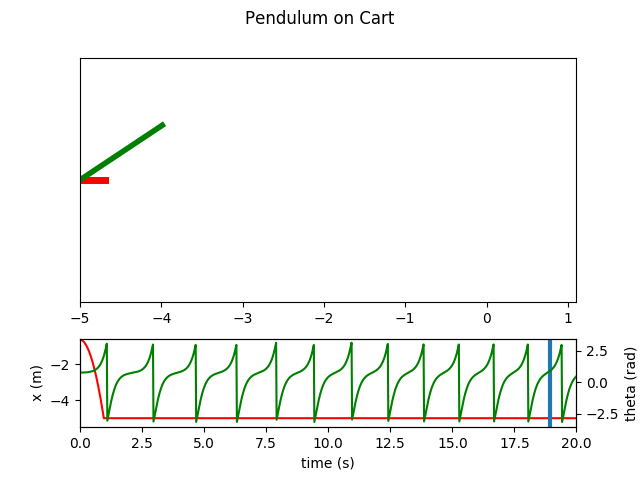 Pendulum on Cart
−5 −4 −3 −2 −1 0 1
x (m)
−2
−4
2.5
0.0
−2.5
theta (rad)
0.0 2.5 5.0 7.5 10.0 12.5 15.0 17.5 20.0
time (s)